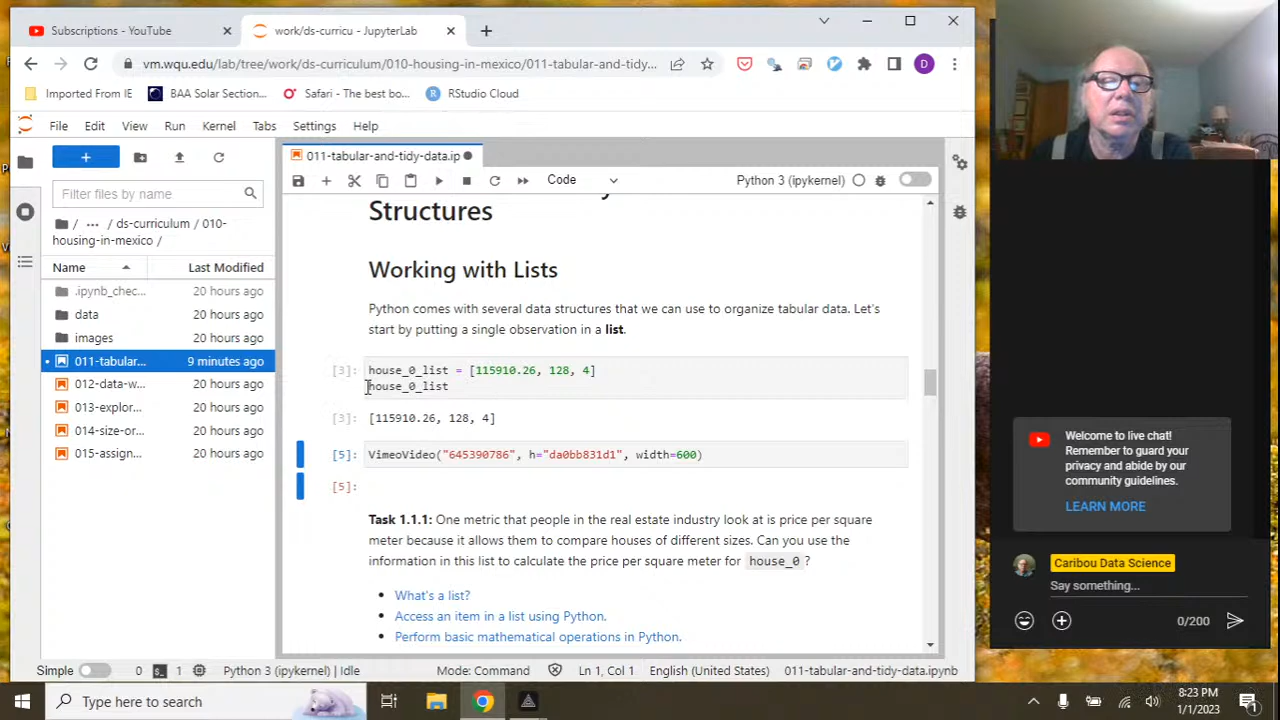 Subscriptions - YouTube
work/ds-curricu - JupyterLab
vm.wqu.edu/lab/tree/work/ds-curriculum/010-housing-in-mexico/011-tabular-and-tidy-data....
Imported From IE
BAA Solar Section...
Safari - The best bo...
RStudio Cloud
D
File Edit View Run Kernel Tabs Settings Help
011-tabular-and-tidy-data.ip
Code
Python 3 (ipykernel)
Filter files by name
/ ... / ds-curriculum / 010-
housing-in-mexico /
Name
Last Modified
.ipynb_chec... 20 hours ago
data 20 hours ago
images 20 hours ago
011-tabular... 9 minutes ago
012-data-w... 20 hours ago
013-explor... 20 hours ago
014-size-or... 20 hours ago
015-assign... 20 hours ago
Structures
Working with Lists
Python comes with several data structures that we can use to organize tabular data. Let's
start by putting a single observation in a list.
[3]: house_0_list = [115910.26, 128, 4]
house_0_list
[3]: [115910.26, 128, 4]
[5]: VimeoVideo("645390786", h="da0bb831d1", width=600)
[5]:
Task 1.1.1: One metric that people in the real estate industry look at is price per square
meter because it allows them to compare houses of different sizes. Can you use the
information in this list to calculate the price per square meter for house_0 ?
• What's a list?
• Access an item in a list using Python.
• Perform basic mathematical operations in Python.
Simple 0 1 Python 3 (ipykernel) | Idle
Mode: Command
Ln 1, Col 1
English (United States)
011-tabular-and-tidy-data.ipynb
Welcome to live chat!
Remember to guard your
privacy and abide by our
community guidelines.
LEARN MORE
Caribou Data Science
Say something...
0/200
Type here to search
8:23 PM
1/1/2023
1